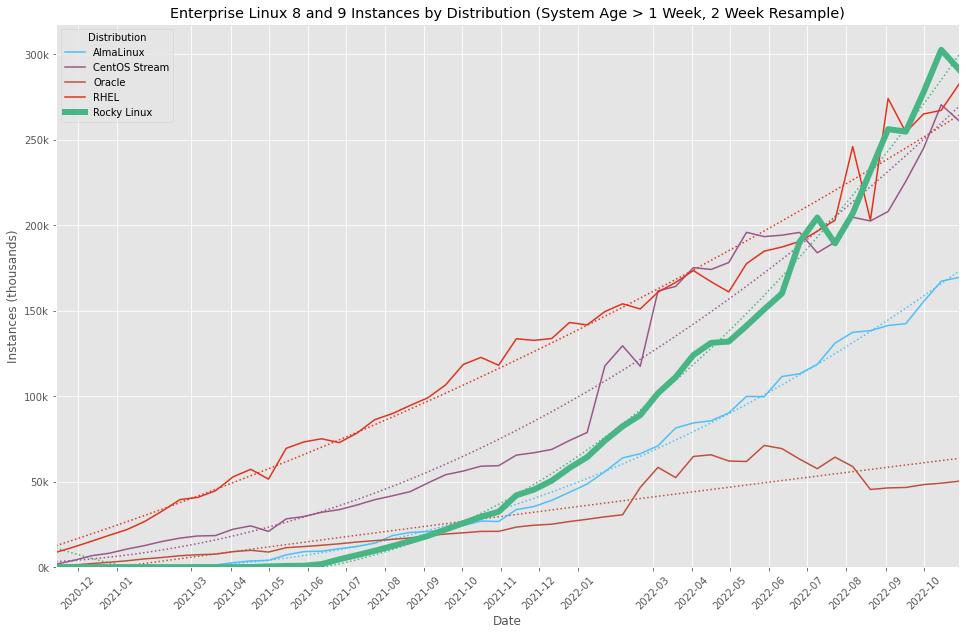 Enterprise Linux 8 and 9 Instances by Distribution (System Age > 1 Week, 2 Week Resample)
Distribution
AlmaLinux
CentOS Stream
Oracle
RHEL
Rocky Linux
Instances (thousands)
300k
250k
200k
150k
100k
50k
0k
2020-12
2021-01
2021-03
2021-04
2021-05
2021-06
2021-07
2021-08
2021-09
2021-10
2021-11
2021-12
2022-01
2022-03
2022-04
2022-05
2022-06
2022-07
2022-08
2022-09
2022-10
Date